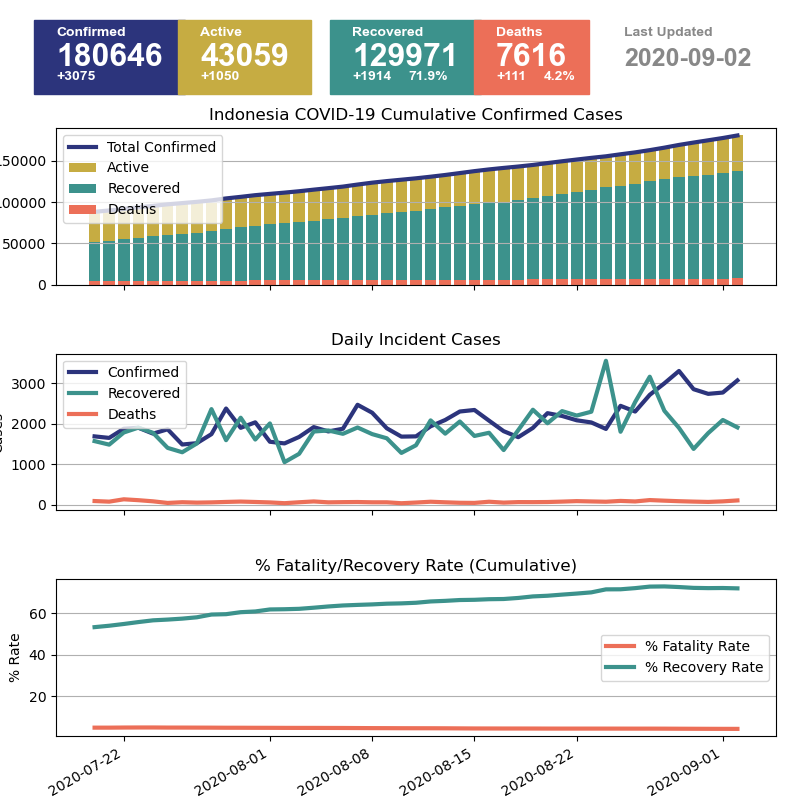 Confirmed
180646
+3075
Active
43059
+1050
Recovered
129971
+1914 71.9%
Deaths
7616
+111 4.2%
Last Updated
2020-09-02
Indonesia COVID-19 Cumulative Confirmed Cases
150000
100000
50000
0
Total Confirmed
Active
Recovered
Deaths
Daily Incident Cases
Cases
3000
2000
1000
0
Confirmed
Recovered
Deaths
% Fatality/Recovery Rate (Cumulative)
% Rate
60
40
20
% Fatality Rate
% Recovery Rate
2020-07-22
2020-08-01
2020-08-08
2020-08-15
2020-08-22
2020-09-01